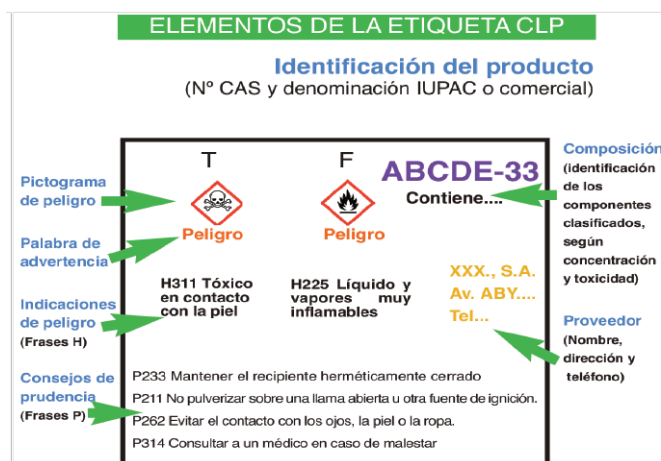 ELEMENTOS DE LA ETIQUETA CLP
Identificación del producto
(Nº CAS y denominación IUPAC o comercial)
T
F
ABCDE-33
Contiene....
Peligro
Peligro
H311 Tóxico
en contacto
con la piel
H225 Líquido y
vapores muy
inflamables
XXX., S.A.
Av. ABY....
Tel...
P233 Mantener el recipiente herméticamente cerrado
P211 No pulverizar sobre una llama abierta u otra fuente de ignición.
P262 Evitar el contacto con los ojos, la piel o la ropa.
P314 Consultar a un médico en caso de malestar
Pictograma
de peligro
Palabra de
advertencia
Indicaciones
de peligro
(Frases H)
Consejos de
prudencia
(Frases P)
Composición
(identificación
de los
componentes
clasificados,
según
concentración
y toxicidad)
Proveedor
(Nombre,
dirección y
teléfono)